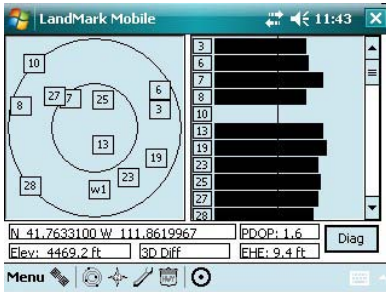 LandMark Mobile 11:43
10
27 7 25
8
6
3
13
19
23
28
w1
3
6
7
8
10
13
19
23
25
27
28
N 41.7633100 W 111.8619967
PDOP: 1.6
Diag
Elev: 4469.2 ft
3D Diff
EHE: 9.4 ft
Menu